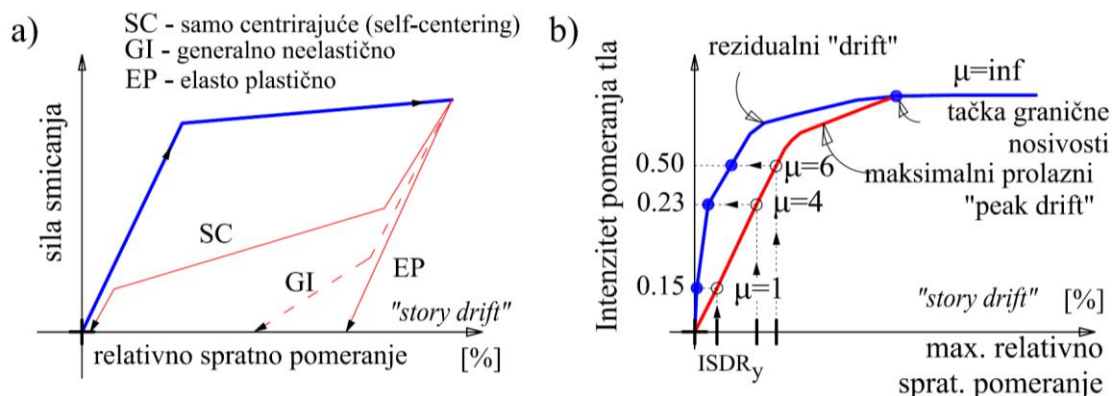 a)
SC - samo centrirajuće (self-centering)
GI - generalno neelastično
EP - elasto plastično
sila smicanja
SC
GI
EP
"story drift"
relativno spratno pomeranje [%]
b)
Intenzitet pomeranja tla
rezidualni "drift"
μ=inf
tačka granične
nosivosti
0.50
μ=6
maksimalni prolazni
"peak drift"
0.23
μ=4
0.15
μ=1
"story drift" [%]
ISDRy
max. relativno
sprat. pomeranje